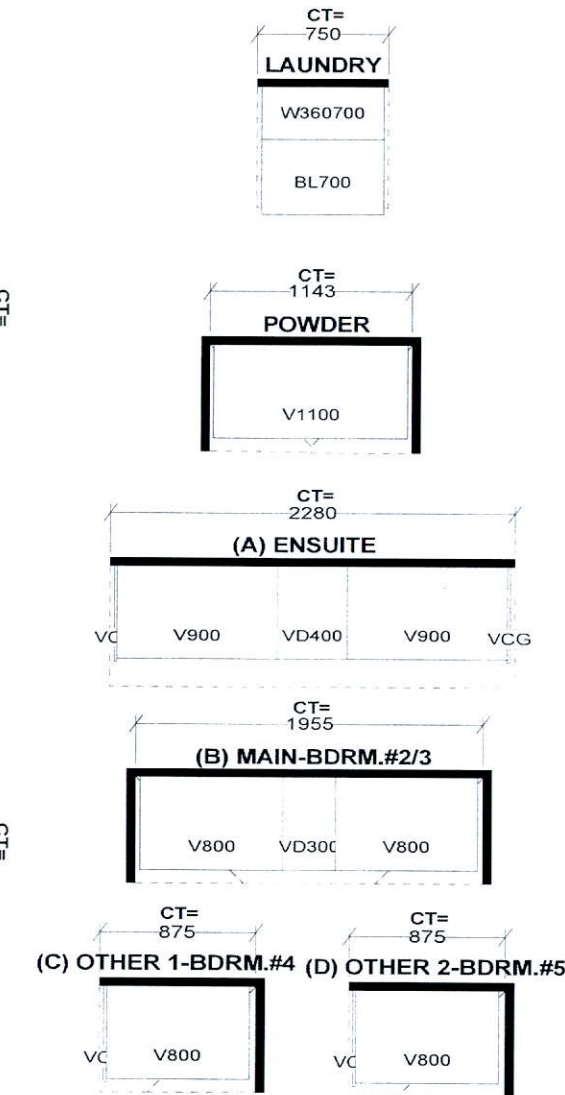 CT=
750
LAUNDRY
W360700
BL700
CT=
CT=
1143
POWDER
V1100
CT=
2280
(A) ENSUITE
VC V900 VD400 V900 VCG
CT=
1955
(B) MAIN-BDRM.#2/3
CT=
V800 VD300 V800
CT=
875
CT=
875
(C) OTHER 1-BDRM.#4
(D) OTHER 2-BDRM.#5
VC V800
VC V800